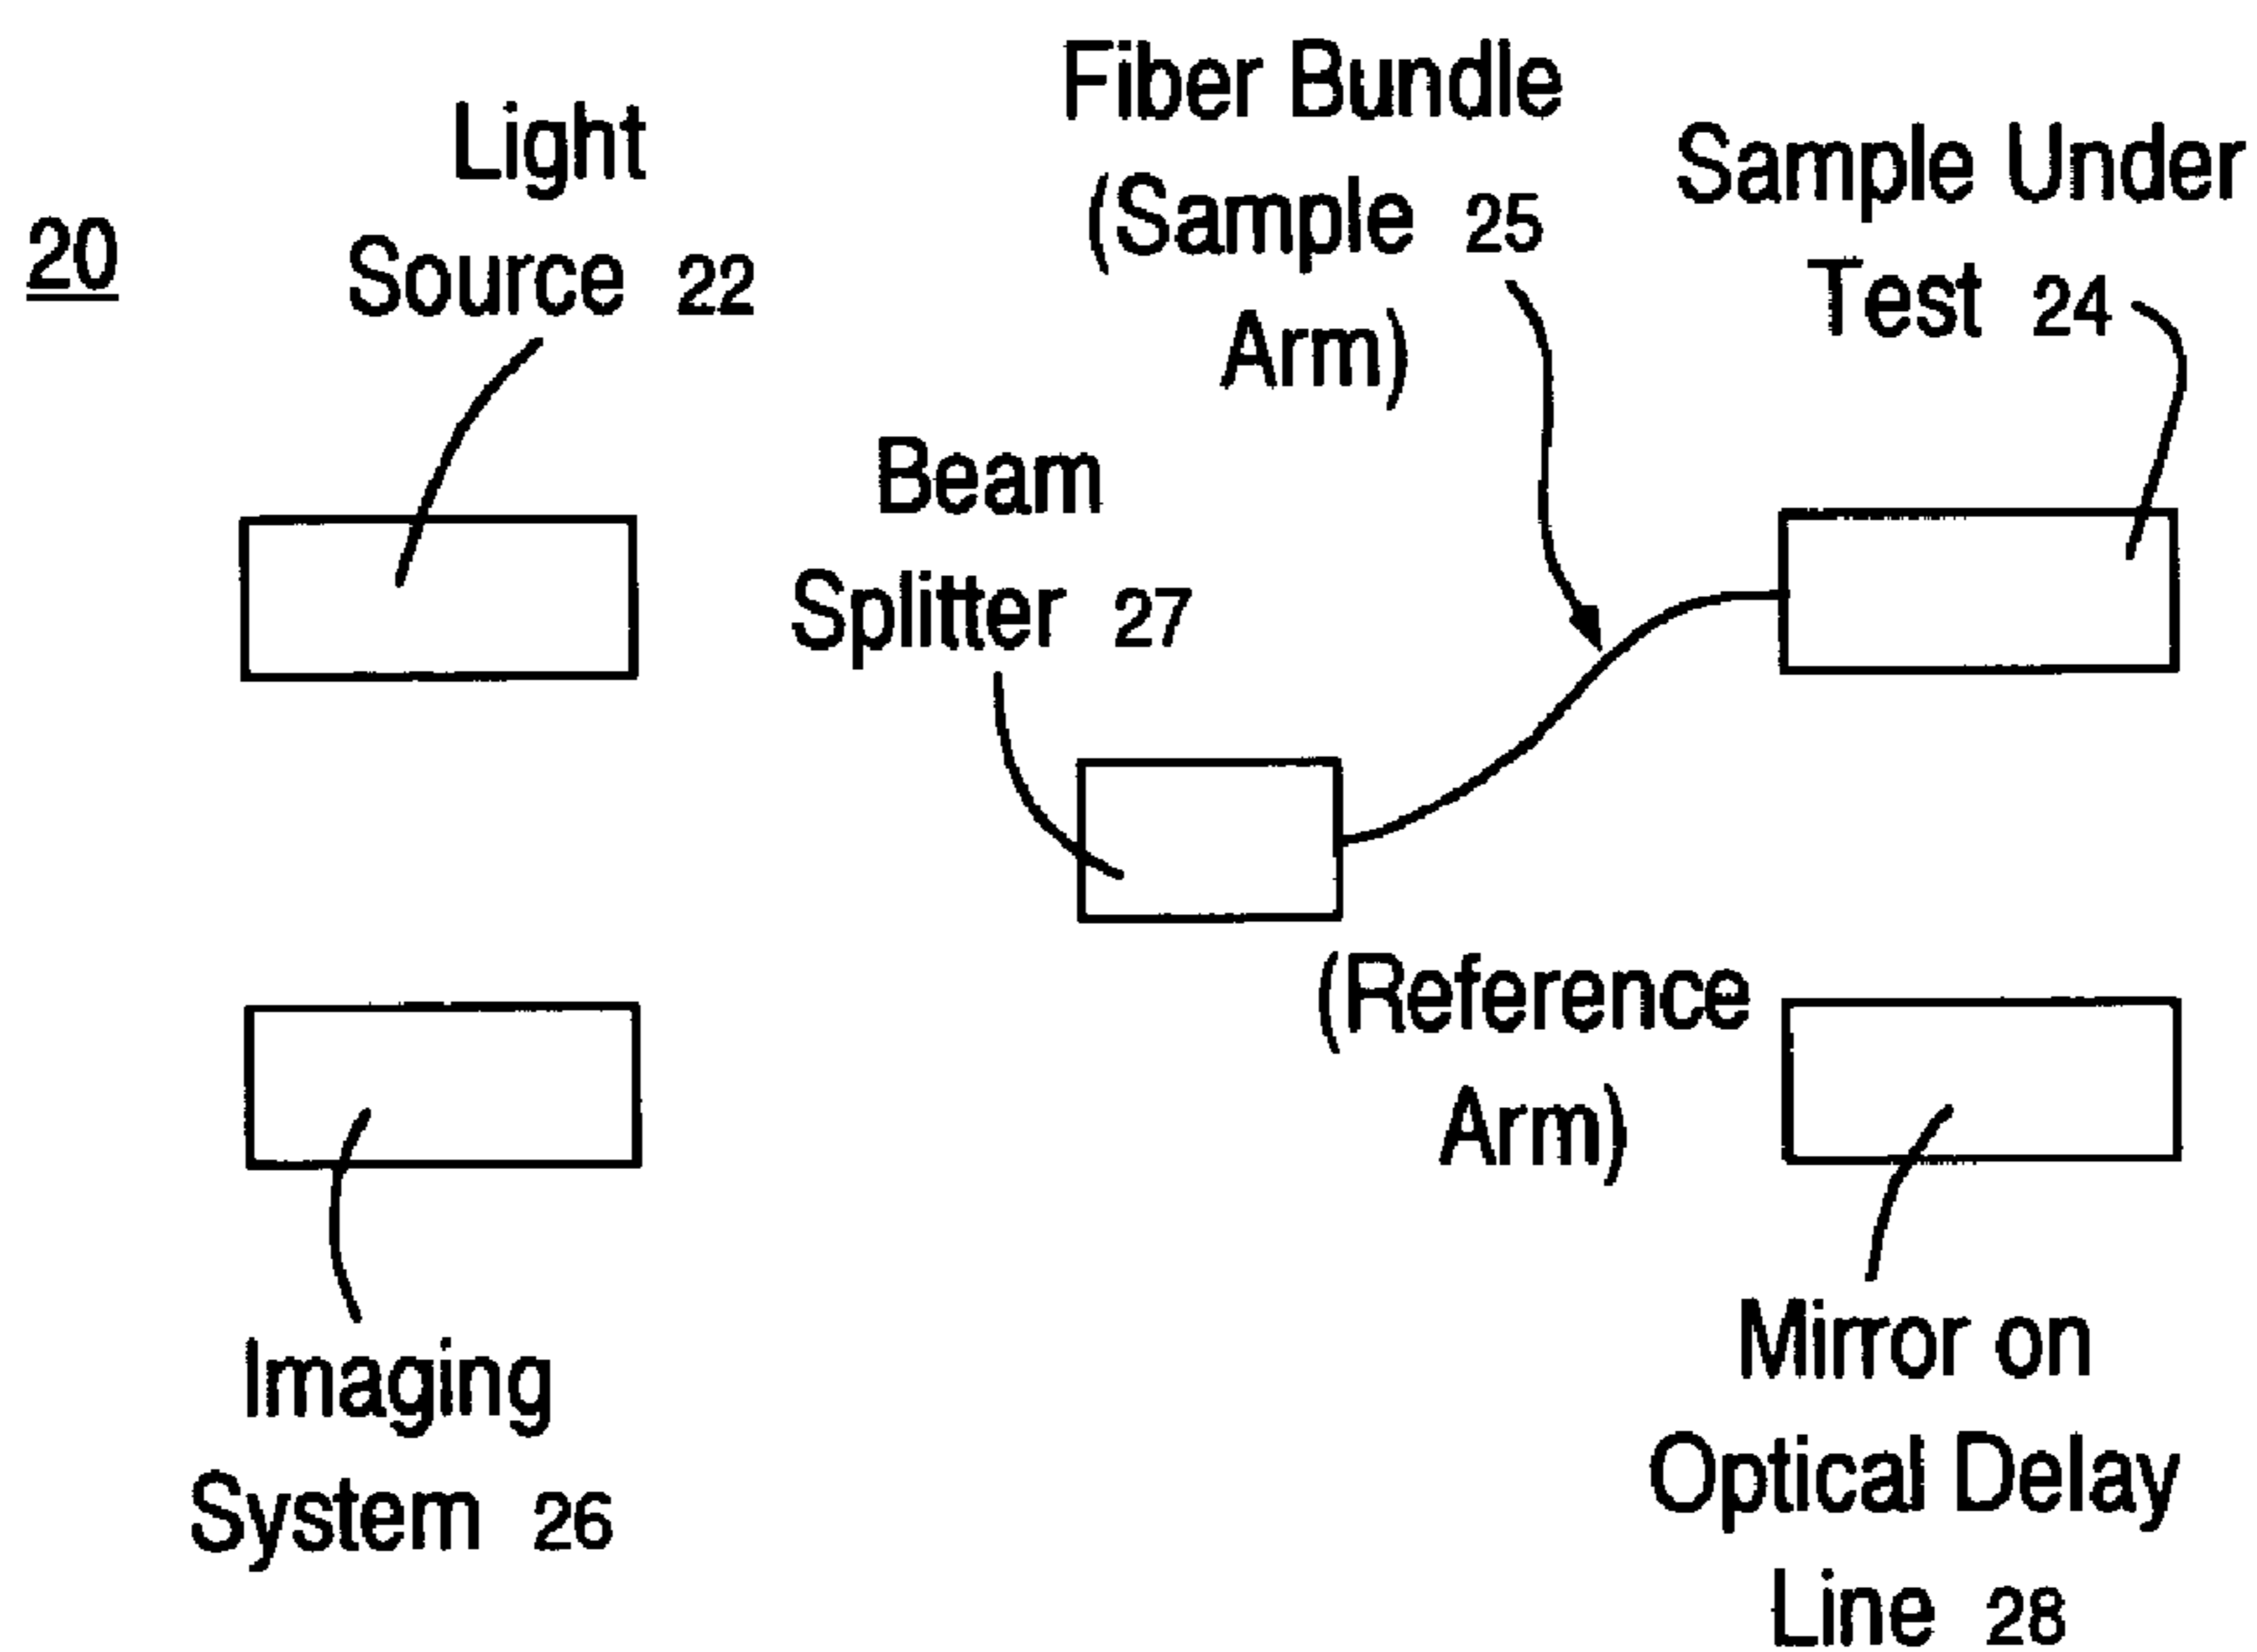 20
Light
Source 22
Fiber Bundle
(Sample 25
Arm)
Sample Under
Test 24
Beam
Splitter 27
(Reference
Arm)
Imaging
System 26
Mirror on
Optical Delay
Line 28